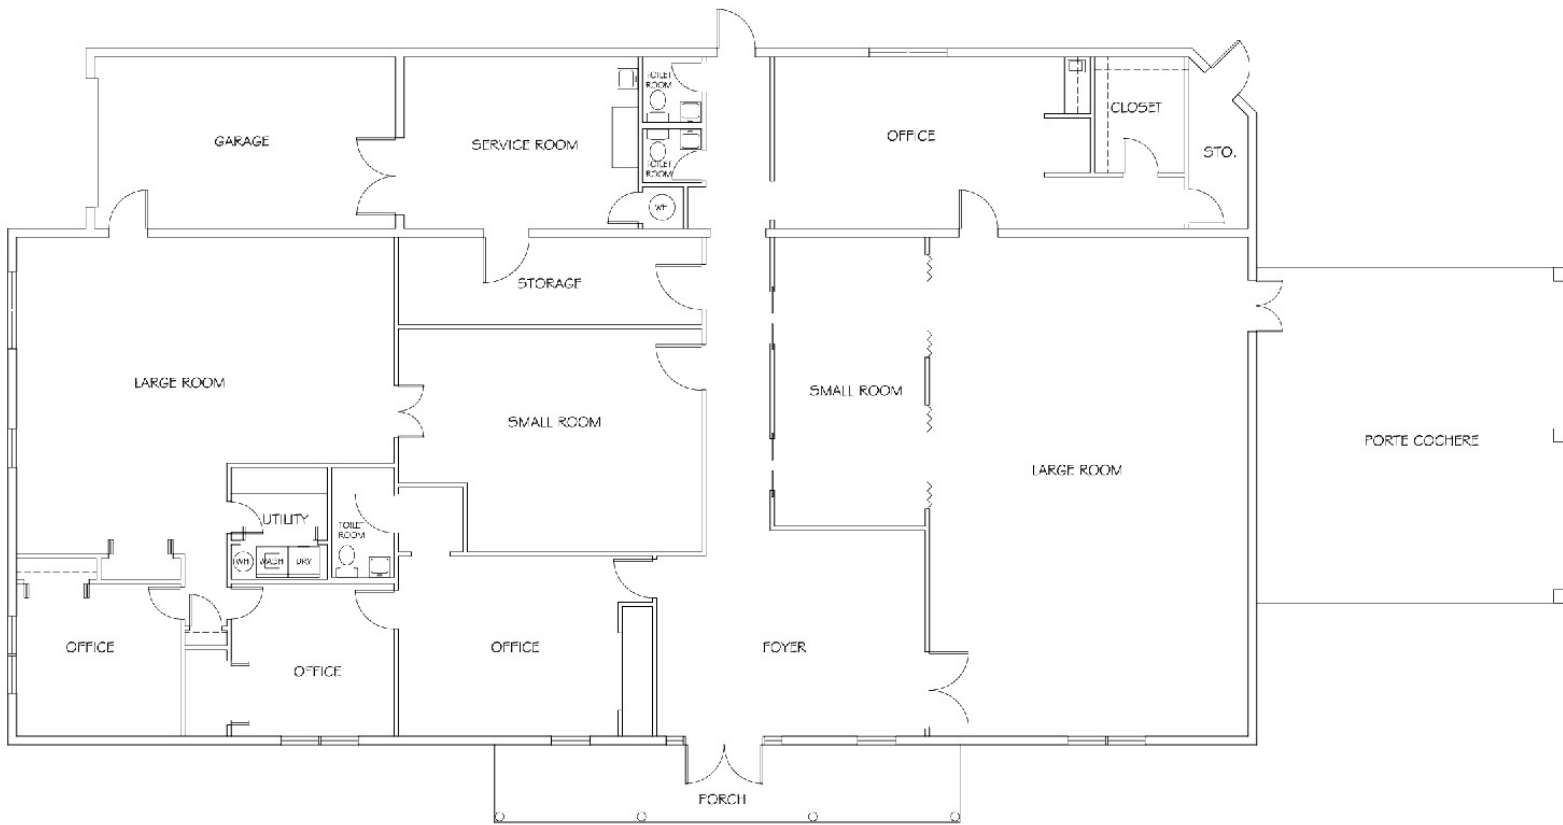 TOILET
ROOM
CLOSET
GARAGE
SERVICE ROOM
OFFICE
STO.
TOILET
ROOM
WH
STORAGE
LARGE ROOM
SMALL ROOM
SMALL ROOM
PORTE COCHERE
LARGE ROOM
UTILITY
TOILET
ROOM
WH
WASH
DRY
OFFICE
OFFICE
OFFICE
FOYER
PORCH